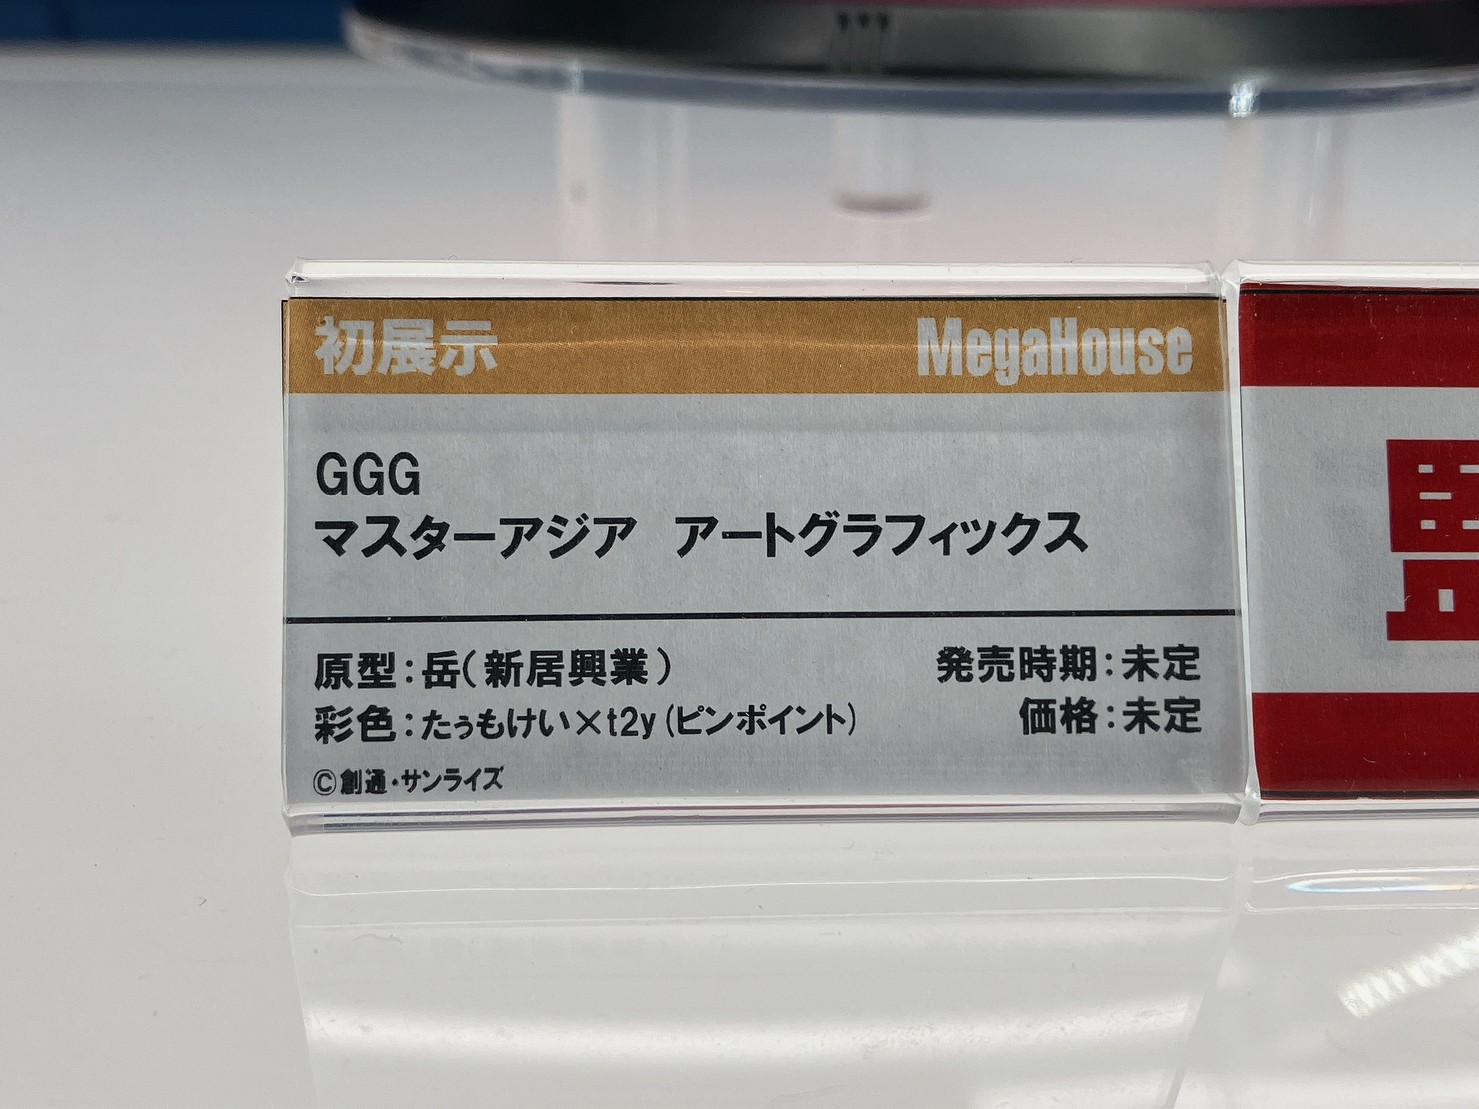 初展示 MegaHouse
GGG
マスターアジア アートグラフィックス
原型：岳（新居興業） 発売時期：未定
彩色：たぅもけい×t2y（ピンポイント） 価格：未定
©創通・サンライズ